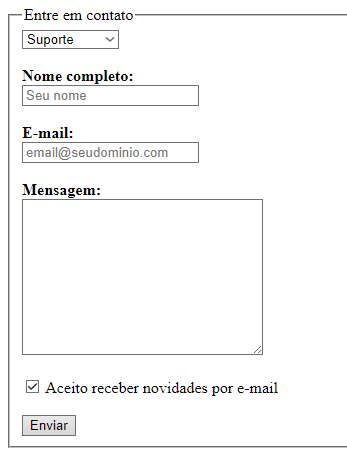 Entre em contato
Suporte
Nome completo:
Seu nome
E-mail:
email@seudominio.com
Mensagem:
Aceito receber novidades por e-mail
Enviar